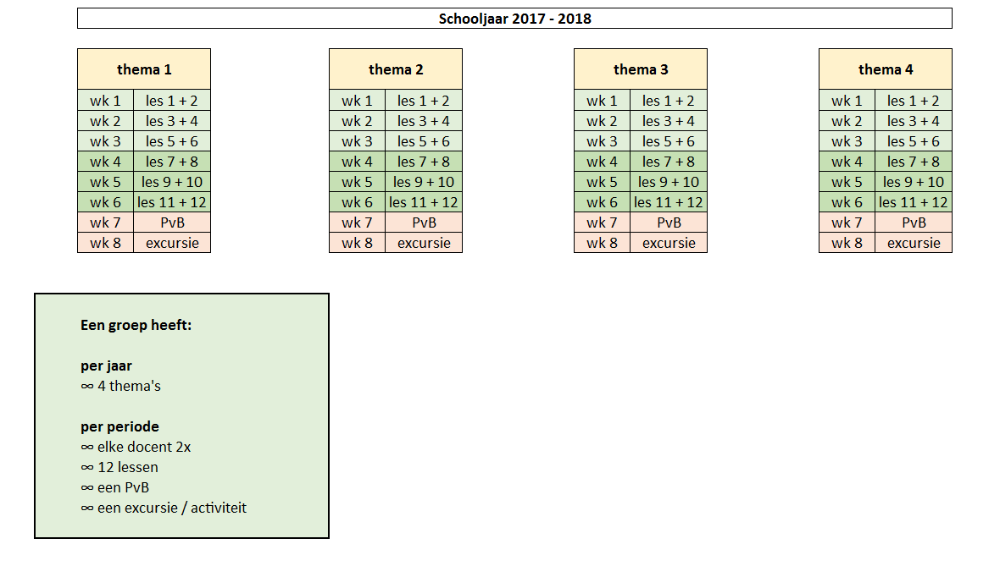 Schooljaar 2017 - 2018
thema 1 thema 2 thema 3 thema 4
wk 1 les 1 + 2 wk 1 les 1 + 2 wk 1 les 1 + 2 wk 1 les 1 + 2
wk 2 les 3 + 4 wk 2 les 3 + 4 wk 2 les 3 + 4 wk 2 les 3 + 4
wk 3 les 5 + 6 wk 3 les 5 + 6 wk 3 les 5 + 6 wk 3 les 5 + 6
wk 4 les 7 + 8 wk 4 les 7 + 8 wk 4 les 7 + 8 wk 4 les 7 + 8
wk 5 les 9 + 10 wk 5 les 9 + 10 wk 5 les 9 + 10 wk 5 les 9 + 10
wk 6 les 11 + 12 wk 6 les 11 + 12 wk 6 les 11 + 12 wk 6 les 11 + 12
wk 7 PvB wk 7 PvB wk 7 PvB wk 7 PvB
wk 8 excursie wk 8 excursie wk 8 excursie wk 8 excursie
Een groep heeft:
per jaar
∞ 4 thema's
per periode
∞ elke docent 2x
∞ 12 lessen
∞ een PvB
∞ een excursie / activiteit